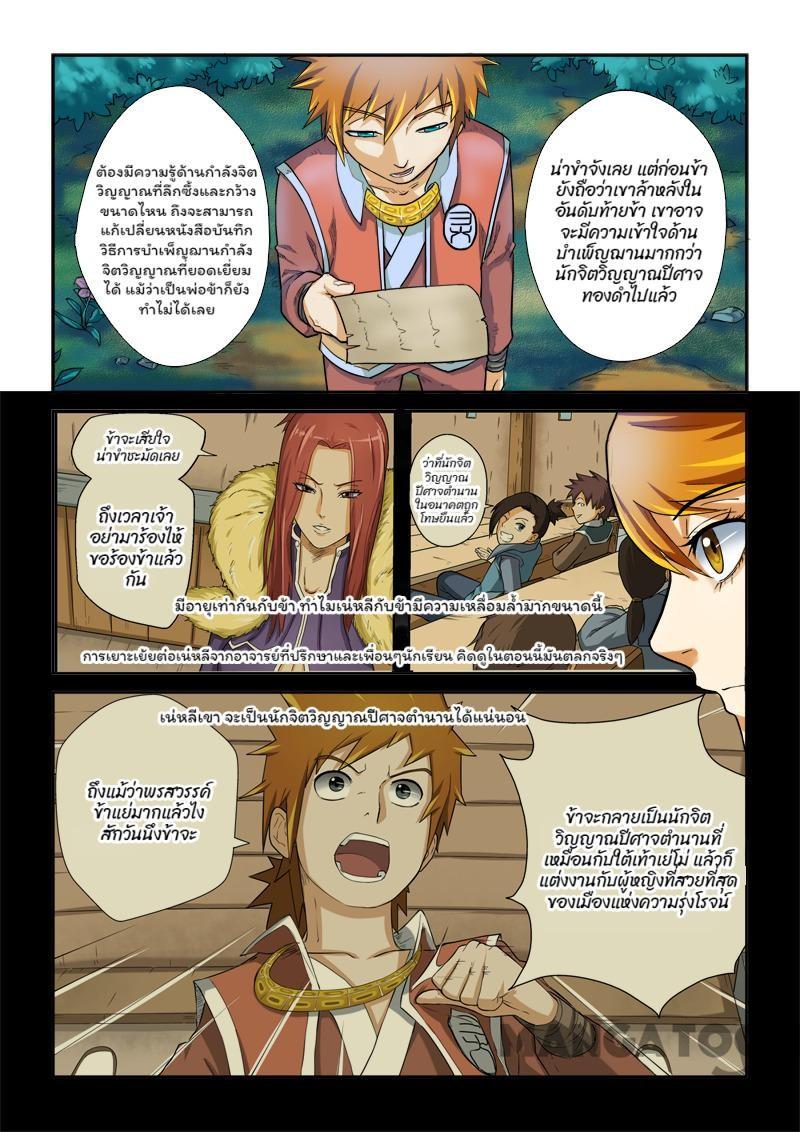 ต้องมีความรู้ด้านกำลังจิต
วิญญาณที่ลึกซึ้งและกว้าง
ขนาดไหน ถึงจะสามารถ
แก้เปลี่ยนหนังสือบันทึก
วิธีการบำเพ็ญฌานกำลัง
จิตวิญญาณที่ยอดเยี่ยม
ได้ แม้ว่าเป็นพ่อข้าก็ยัง
ทำไม่ได้เลย
น่าขำจังเลย แต่ก่อนข้า
ยังถือว่าเขาล้าหลังใน
อันดับท้ายข้า เขาอาจ
จะมีความเข้าใจด้าน
บำเพ็ญฌานมากกว่า
นักจิตวิญญาณปีศาจ
ทองดำไปแล้ว
ข้าจะเสียใจ
น่าขำชะมัดเลย
ถึงเวลาเจ้า
อย่ามาร้องไห้
ขอร้องข้าแล้ว
กัน
ว่าที่นักจิต
วิญญาณ
ปีศาจตำนาน
ในอนาคตถูก
โทษยืนแล้ว
มีอายุเท่ากันกับข้า ทำไมเน่หลีกับข้ามีความเหลื่อมล้ำมากขนาดนี้
การเยาะเย้ยต่อเน่หลีจากอาจารย์ที่ปรึกษาและเพื่อนๆนักเรียน คิดดูในตอนนี้มันตลกจริงๆ
เน่หลีเขา จะเป็นนักจิตวิญญาณปีศาจตำนานได้แน่นอน
ถึงแม้ว่าพรสวรรค์
ข้าแย่มากแล้วไง
สักวันนึงข้าจะ
ข้าจะกลายเป็นนักจิต
วิญญาณปีศาจตำนานที่
เหมือนกับใต้เท้าเย่โม่ แล้วก็
แต่งงานกับผู้หญิงที่สวยที่สุด
ของเมืองแห่งความรุ่งโรจน์
MANGATOO